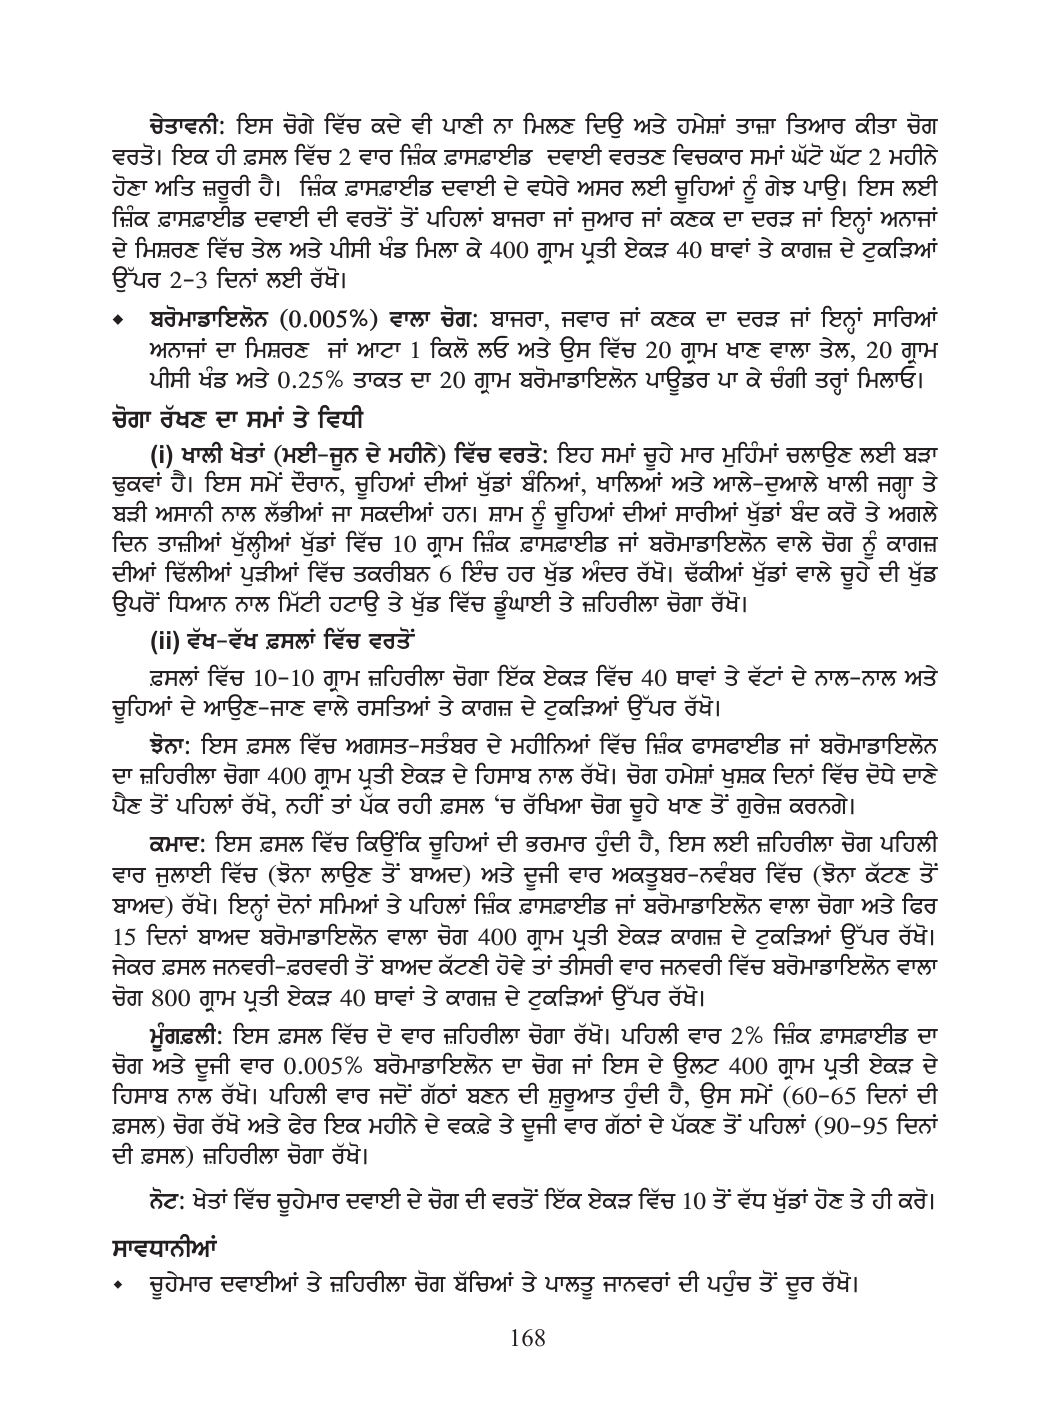 ਚੇਤਾਵਨੀ: ਇਸ ਚੋਗੇ ਵਿੱਚ ਕਦੇ ਵੀ ਪਾਣੀ ਨਾ ਮਿਲਣ ਦਿਉ ਅਤੇ ਹਮੇਸ਼ਾਂ ਤਾਜ਼ਾ ਤਿਆਰ ਕੀਤਾ ਚੋਗ
ਵਰਤੋ। ਇਕ ਹੀ ਫ਼ਸਲ ਵਿੱਚ 2 ਵਾਰ ਜ਼ਿੰਕ ਫ਼ਾਸਫ਼ਾਈਡ ਦਵਾਈ ਵਰਤਣ ਵਿਚਕਾਰ ਸਮਾਂ ਘੱਟੋ ਘੱਟ 2 ਮਹੀਨੇ
ਹੋਣਾ ਅਤਿ ਜ਼ਰੂਰੀ ਹੈ। ਜ਼ਿੰਕ ਫ਼ਾਸਫ਼ਾਈਡ ਦਵਾਈ ਦੇ ਵਧੇਰੇ ਅਸਰ ਲਈ ਚੂਹਿਆਂ ਨੂੰ ਗੇਝ ਪਾਉ। ਇਸ ਲਈ
ਜ਼ਿੰਕ ਫ਼ਾਸਫ਼ਾਈਡ ਦਵਾਈ ਦੀ ਵਰਤੋਂ ਤੋਂ ਪਹਿਲਾਂ ਬਾਜਰਾ ਜਾਂ ਜੁਆਰ ਜਾਂ ਕਣਕ ਦਾ ਦਰੜ ਜਾਂ ਇਨ੍ਹਾਂ ਅਨਾਜਾਂ
ਦੇ ਮਿਸ਼ਰਣ ਵਿੱਚ ਤੇਲ ਅਤੇ ਪੀਸੀ ਖੰਡ ਮਿਲਾ ਕੇ 400 ਗ੍ਰਾਮ ਪ੍ਰਤੀ ਏਕੜ 40 ਥਾਵਾਂ ਤੇ ਕਾਗਜ਼ ਦੇ ਟੁਕੜਿਆਂ
ਉੱਪਰ 2-3 ਦਿਨਾਂ ਲਈ ਰੱਖੋ।
◆ ਬਰੋਮਾਡਾਇਲੋਨ (0.005%) ਵਾਲਾ ਚੋਗ: ਬਾਜਰਾ, ਜਵਾਰ ਜਾਂ ਕਣਕ ਦਾ ਦਰੜ ਜਾਂ ਇਨ੍ਹਾਂ ਸਾਰਿਆਂ
ਅਨਾਜਾਂ ਦਾ ਮਿਸ਼ਰਣ ਜਾਂ ਆਟਾ 1 ਕਿਲੋ ਲਓ ਅਤੇ ਉਸ ਵਿੱਚ 20 ਗ੍ਰਾਮ ਖਾਣ ਵਾਲਾ ਤੇਲ, 20 ਗ੍ਰਾਮ
ਪੀਸੀ ਖੰਡ ਅਤੇ 0.25% ਤਾਕਤ ਦਾ 20 ਗ੍ਰਾਮ ਬਰੋਮਾਡਾਇਲੋਨ ਪਾਊਡਰ ਪਾ ਕੇ ਚੰਗੀ ਤਰ੍ਹਾਂ ਮਿਲਾਓ।
ਚੋਗਾ ਰੱਖਣ ਦਾ ਸਮਾਂ ਤੇ ਵਿਧੀ
(i) ਖਾਲੀ ਖੇਤਾਂ (ਮਈ-ਜੂਨ ਦੇ ਮਹੀਨੇ) ਵਿੱਚ ਵਰਤੋ: ਇਹ ਸਮਾਂ ਚੂਹੇ ਮਾਰ ਮੁਹਿੰਮਾਂ ਚਲਾਉਣ ਲਈ ਬੜਾ
ਢੁਕਵਾਂ ਹੈ। ਇਸ ਸਮੇਂ ਦੌਰਾਨ, ਚੂਹਿਆਂ ਦੀਆਂ ਖੁੱਡਾਂ ਬੰਨਿਆਂ, ਖਾਲਿਆਂ ਅਤੇ ਆਲੇ-ਦੁਆਲੇ ਖਾਲੀ ਜਗ੍ਹਾ ਤੇ
ਬੜੀ ਅਸਾਨੀ ਨਾਲ ਲੱਭੀਆਂ ਜਾ ਸਕਦੀਆਂ ਹਨ। ਸ਼ਾਮ ਨੂੰ ਚੂਹਿਆਂ ਦੀਆਂ ਸਾਰੀਆਂ ਖੁੱਡਾਂ ਬੰਦ ਕਰੋ ਤੇ ਅਗਲੇ
ਦਿਨ ਤਾਜ਼ੀਆਂ ਖੁੱਲ੍ਹੀਆਂ ਖੁੱਡਾਂ ਵਿੱਚ 10 ਗ੍ਰਾਮ ਜ਼ਿੰਕ ਫ਼ਾਸਫ਼ਾਈਡ ਜਾਂ ਬਰੋਮਾਡਾਇਲੋਨ ਵਾਲੇ ਚੋਗ ਨੂੰ ਕਾਗਜ਼
ਦੀਆਂ ਢਿੱਲੀਆਂ ਪੁੜੀਆਂ ਵਿੱਚ ਤਕਰੀਬਨ 6 ਇੰਚ ਹਰ ਖੁੱਡ ਅੰਦਰ ਰੱਖੋ। ਢੱਕੀਆਂ ਖੁੱਡਾਂ ਵਾਲੇ ਚੂਹੇ ਦੀ ਖੁੱਡ
ਉਪਰੋਂ ਧਿਆਨ ਨਾਲ ਮਿੱਟੀ ਹਟਾਉ ਤੇ ਖੁੱਡ ਵਿੱਚ ਡੂੰਘਾਈ ਤੇ ਜ਼ਹਿਰੀਲਾ ਚੋਗਾ ਰੱਖੋ।
(ii) ਵੱਖ-ਵੱਖ ਫ਼ਸਲਾਂ ਵਿੱਚ ਵਰਤੋਂ
ਫ਼ਸਲਾਂ ਵਿੱਚ 10-10 ਗ੍ਰਾਮ ਜ਼ਹਿਰੀਲਾ ਚੋਗਾ ਇੱਕ ਏਕੜ ਵਿੱਚ 40 ਥਾਵਾਂ ਤੇ ਵੱਟਾਂ ਦੇ ਨਾਲ-ਨਾਲ ਅਤੇ
ਚੂਹਿਆਂ ਦੇ ਆਉਣ-ਜਾਣ ਵਾਲੇ ਰਸਤਿਆਂ ਤੇ ਕਾਗਜ਼ ਦੇ ਟੁਕੜਿਆਂ ਉੱਪਰ ਰੱਖੋ।
ਝੋਨਾ: ਇਸ ਫ਼ਸਲ ਵਿੱਚ ਅਗਸਤ-ਸਤੰਬਰ ਦੇ ਮਹੀਨਿਆਂ ਵਿੱਚ ਜ਼ਿੰਕ ਫਾਸਫਾਈਡ ਜਾਂ ਬਰੋਮਾਡਾਇਲੋਨ
ਦਾ ਜ਼ਹਿਰੀਲਾ ਚੋਗਾ 400 ਗ੍ਰਾਮ ਪ੍ਰਤੀ ਏਕੜ ਦੇ ਹਿਸਾਬ ਨਾਲ ਰੱਖੋ। ਚੋਗ ਹਮੇਸ਼ਾਂ ਖੁਸ਼ਕ ਦਿਨਾਂ ਵਿੱਚ ਦੋਧੇ ਦਾਣੇ
ਪੈਣ ਤੋਂ ਪਹਿਲਾਂ ਰੱਖੋ, ਨਹੀਂ ਤਾਂ ਪੱਕ ਰਹੀ ਫ਼ਸਲ ‘ਚ ਰੱਖਿਆ ਚੋਗ ਚੂਹੇ ਖਾਣ ਤੋਂ ਗੁਰੇਜ਼ ਕਰਨਗੇ।
ਕਮਾਦ: ਇਸ ਫ਼ਸਲ ਵਿੱਚ ਕਿਉਂਕਿ ਚੂਹਿਆਂ ਦੀ ਭਰਮਾਰ ਹੁੰਦੀ ਹੈ, ਇਸ ਲਈ ਜ਼ਹਿਰੀਲਾ ਚੋਗ ਪਹਿਲੀ
ਵਾਰ ਜੁਲਾਈ ਵਿੱਚ (ਝੋਨਾ ਲਾਉਣ ਤੋਂ ਬਾਅਦ) ਅਤੇ ਦੂਜੀ ਵਾਰ ਅਕਤੂਬਰ-ਨਵੰਬਰ ਵਿੱਚ (ਝੋਨਾ ਕੱਟਣ ਤੋਂ
ਬਾਅਦ) ਰੱਖੋ। ਇਨ੍ਹਾਂ ਦੋਨਾਂ ਸਮਿਆਂ ਤੇ ਪਹਿਲਾਂ ਜ਼ਿੰਕ ਫ਼ਾਸਫ਼ਾਈਡ ਜਾਂ ਬਰੋਮਾਡਾਇਲੋਨ ਵਾਲਾ ਚੋਗਾ ਅਤੇ ਫਿਰ
15 ਦਿਨਾਂ ਬਾਅਦ ਬਰੋਮਾਡਾਇਲੋਨ ਵਾਲਾ ਚੋਗ 400 ਗ੍ਰਾਮ ਪ੍ਰਤੀ ਏਕੜ ਕਾਗਜ਼ ਦੇ ਟੁਕੜਿਆਂ ਉੱਪਰ ਰੱਖੋ।
ਜੇਕਰ ਫ਼ਸਲ ਜਨਵਰੀ-ਫ਼ਰਵਰੀ ਤੋਂ ਬਾਅਦ ਕੱਟਣੀ ਹੋਵੇ ਤਾਂ ਤੀਸਰੀ ਵਾਰ ਜਨਵਰੀ ਵਿੱਚ ਬਰੋਮਾਡਾਇਲੋਨ ਵਾਲਾ
ਚੋਗ 800 ਗ੍ਰਾਮ ਪ੍ਰਤੀ ਏਕੜ 40 ਥਾਵਾਂ ਤੇ ਕਾਗਜ਼ ਦੇ ਟੁਕੜਿਆਂ ਉੱਪਰ ਰੱਖੋ।
ਮੂੰਗਫ਼ਲੀ: ਇਸ ਫ਼ਸਲ ਵਿੱਚ ਦੋ ਵਾਰ ਜ਼ਹਿਰੀਲਾ ਚੋਗਾ ਰੱਖੋ। ਪਹਿਲੀ ਵਾਰ 2% ਜ਼ਿੰਕ ਫ਼ਾਸਫ਼ਾਈਡ ਦਾ
ਚੋਗ ਅਤੇ ਦੂਜੀ ਵਾਰ 0.005% ਬਰੋਮਾਡਾਇਲੋਨ ਦਾ ਚੋਗ ਜਾਂ ਇਸ ਦੇ ਉਲਟ 400 ਗ੍ਰਾਮ ਪ੍ਰਤੀ ਏਕੜ ਦੇ
ਹਿਸਾਬ ਨਾਲ ਰੱਖੋ। ਪਹਿਲੀ ਵਾਰ ਜਦੋਂ ਗੱਠਾਂ ਬਣਨ ਦੀ ਸ਼ੁਰੂਆਤ ਹੁੰਦੀ ਹੈ, ਉਸ ਸਮੇਂ (60-65 ਦਿਨਾਂ ਦੀ
ਫ਼ਸਲ) ਚੋਗ ਰੱਖੋ ਅਤੇ ਫੇਰ ਇਕ ਮਹੀਨੇ ਦੇ ਵਕਫ਼ੇ ਤੇ ਦੂਜੀ ਵਾਰ ਗੱਠਾਂ ਦੇ ਪੱਕਣ ਤੋਂ ਪਹਿਲਾਂ (90-95 ਦਿਨਾਂ
ਦੀ ਫ਼ਸਲ) ਜ਼ਹਿਰੀਲਾ ਚੋਗਾ ਰੱਖੋ।
ਨੋਟ: ਖੇਤਾਂ ਵਿੱਚ ਚੂਹੇਮਾਰ ਦਵਾਈ ਦੇ ਚੋਗ ਦੀ ਵਰਤੋਂ ਇੱਕ ਏਕੜ ਵਿੱਚ 10 ਤੋਂ ਵੱਧ ਖੁੱਡਾਂ ਹੋਣ ਤੇ ਹੀ ਕਰੋ।
ਸਾਵਧਾਨੀਆਂ
◆ ਚੂਹੇਮਾਰ ਦਵਾਈਆਂ ਤੇ ਜ਼ਹਿਰੀਲਾ ਚੋਗ ਬੱਚਿਆਂ ਤੇ ਪਾਲਤੂ ਜਾਨਵਰਾਂ ਦੀ ਪਹੁੰਚ ਤੋਂ ਦੂਰ ਰੱਖੋ।
168